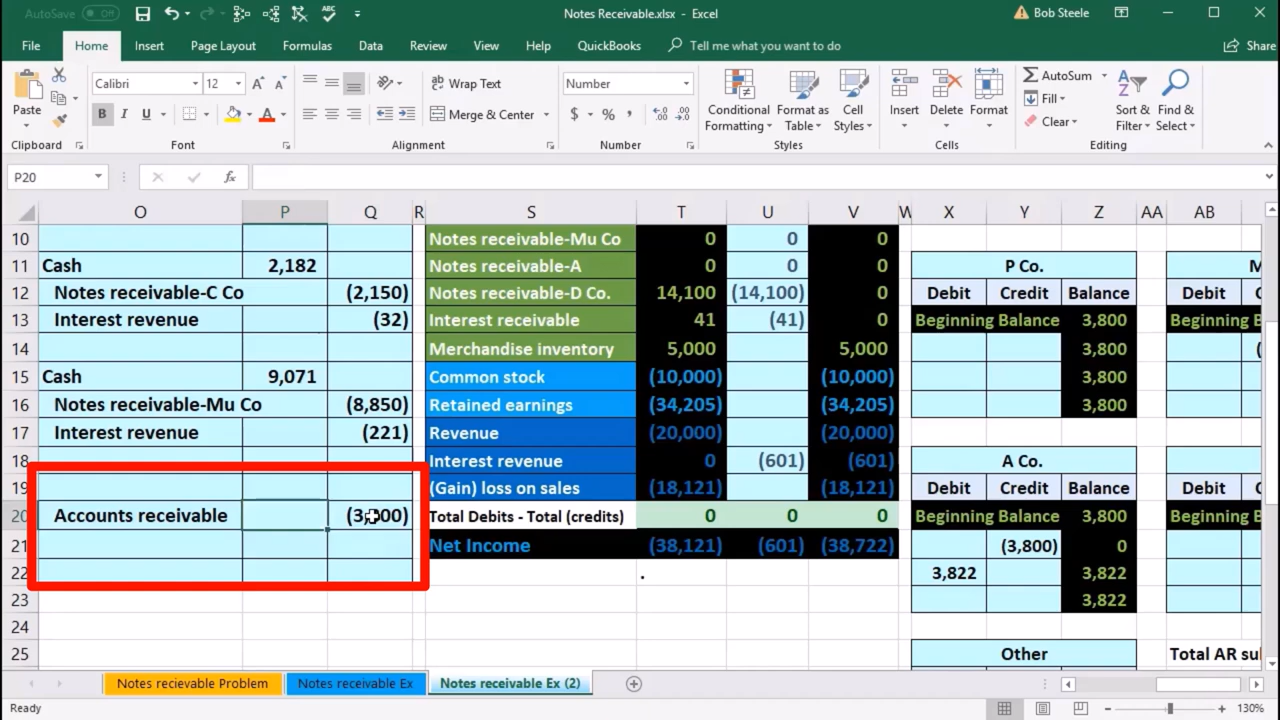 AutoSave Off Notes Receivable.xlsx - Excel Bob Steele
File Home Insert Page Layout Formulas Data Review View Help QuickBooks Tell me what you want to do Share
Paste Calibri 12 Wrap Text Number AutoSum
B I U Merge & Center $ % Conditional Formatting Format as Table Cell Styles Insert Delete Format Fill Clear Sort & Filter Find & Select
Clipboard Font Alignment Number Styles Cells Editing
P20 fx
O P Q R S T U V W X Y Z AA AB
10 Notes receivable-Mu Co 0 0 0
11 Cash 2,182 Notes receivable-A 0 0 0 P Co. M
12 Notes receivable-C Co (2,150) Notes receivable-D Co. 14,100 (14,100) 0 Debit Credit Balance Debit
13 Interest revenue (32) Interest receivable 41 (41) 0 Beginning Balance 3,800 Beginning B
14 Merchandise inventory 5,000 5,000 3,800 (
15 Cash 9,071 Common stock (10,000) (10,000) 3,800
16 Notes receivable-Mu Co (8,850) Retained earnings (34,205) (34,205) 3,800
17 Interest revenue (221) Revenue (20,000) (20,000)
18 Interest revenue 0 (601) (601) A Co.
19 (Gain) loss on sales (18,121) (18,121) Debit Credit Balance Debit
20 Accounts receivable Total Debits - Total (credits) 0 0 0 Beginning Balance 3,800 Beginning B
21 Net Income (38,121) (601) (38,722) (3,800) 0
22 . 3,822 3,822
23 3,822
24
25 Other Total AR sul
Notes recievable Problem Notes receivable Ex Notes receivable Ex (2)
Ready 130%